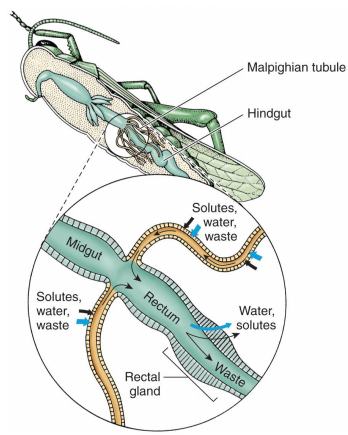 Malpighian tubule
Hindgut
Solutes,
water,
waste
Midgut
Solutes,
water,
waste
Rectum
Water,
solutes
Rectal
gland
Waste